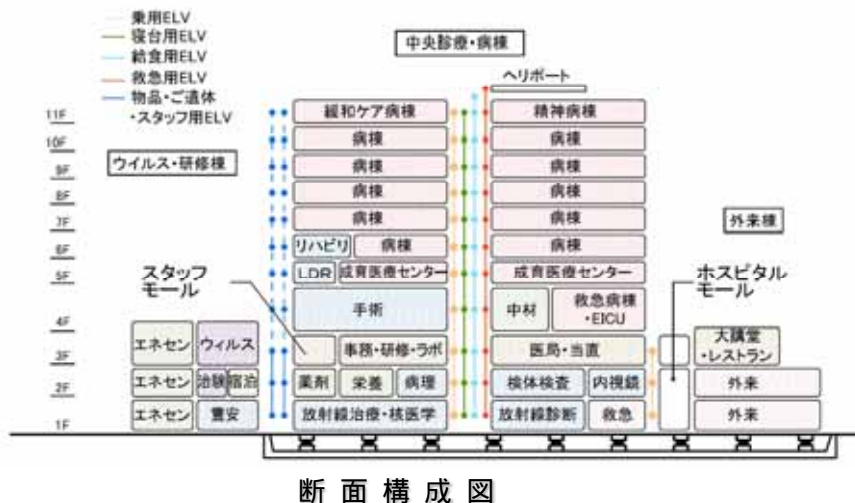 乗用ELV
寝台用ELV
給食用ELV
救急用ELV
物品・ご遺体
・スタッフ用ELV
中央診療・病棟
ヘリポート
11F 緩和ケア病棟 精神病棟
10F 病棟 病棟
9F 病棟 病棟
ウイルス・研修棟
8F 病棟 病棟
7F 病棟 病棟
外来棟
6F リハビリ 病棟 病棟
5F LDR 成育医療センター 成育医療センター
スタッフ
モール
ホスピタル
モール
4F 手術 中材 救急病棟
・EICU
3F エネセン ウィルス 事務・研修・ラボ 医局・当直 大講堂
・レストラン
2F エネセン 治験 宿泊 薬剤 栄養 病理 検体検査 内視鏡 外来
1F エネセン 霊安 放射線治療・核医学 放射線診断 救急 外来
断面構成図